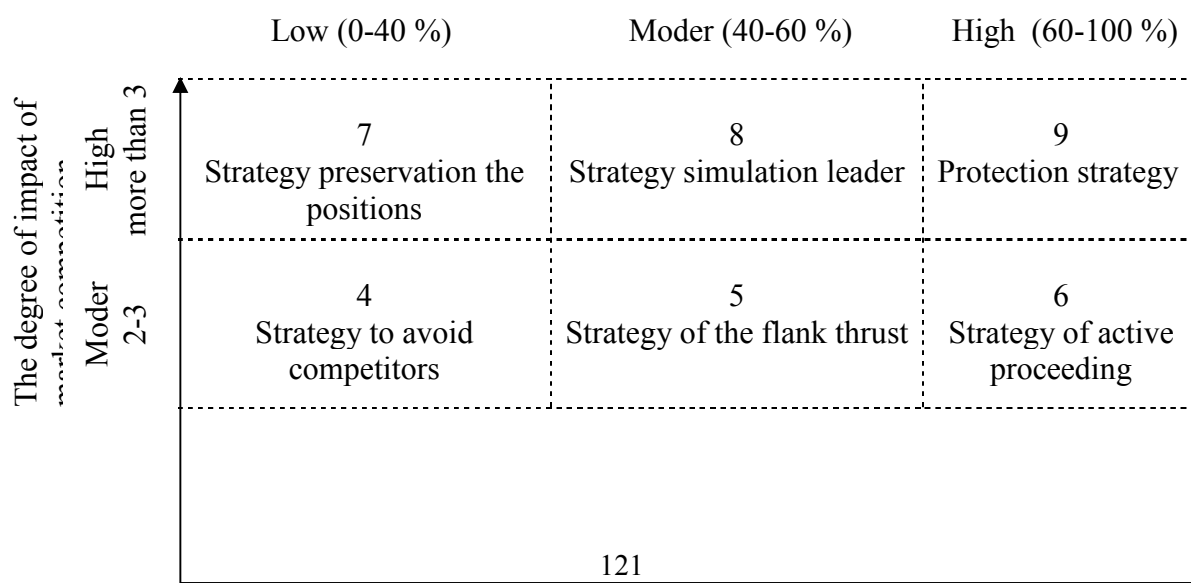 Low (0-40 %) Moder (40-60 %) High (60-100 %)
The degree of impact of
market competition
High
more than 3
Moder
2-3
7
Strategy preservation the
positions
8
Strategy simulation leader
9
Protection strategy
4
Strategy to avoid
competitors
5
Strategy of the flank thrust
6
Strategy of active
proceeding
121